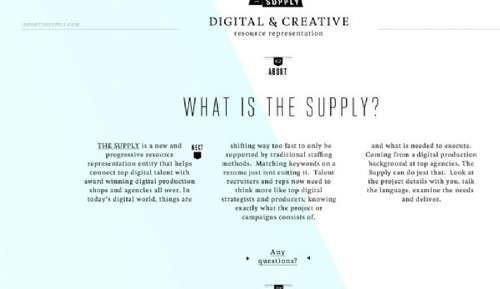 SUPPLY
DIGITAL & CREATIVE
resource representation
ABOUT
WHAT IS THE SUPPLY?
THE SUPPLY is a new and
progressive resource
representation entity that helps
connect top digital talent with
award winning digital production
shops and agencies all over. In
today's digital world, things are
NEXT
shifting way too fast to only be
supported by traditional staffing
methods. Matching keywords on a
resume just isnt cutting it. Talent
recruiters and reps now need to
think more like top digital
strategists and producers; knowing
exactly what the project or
campaigns consists of,
and what is needed to execute.
Coming from a digital production
background at top agencies. The
Supply can do just that. Look at
the project details with you, talk
the language, examine the needs
and deliver.
Any
questions?